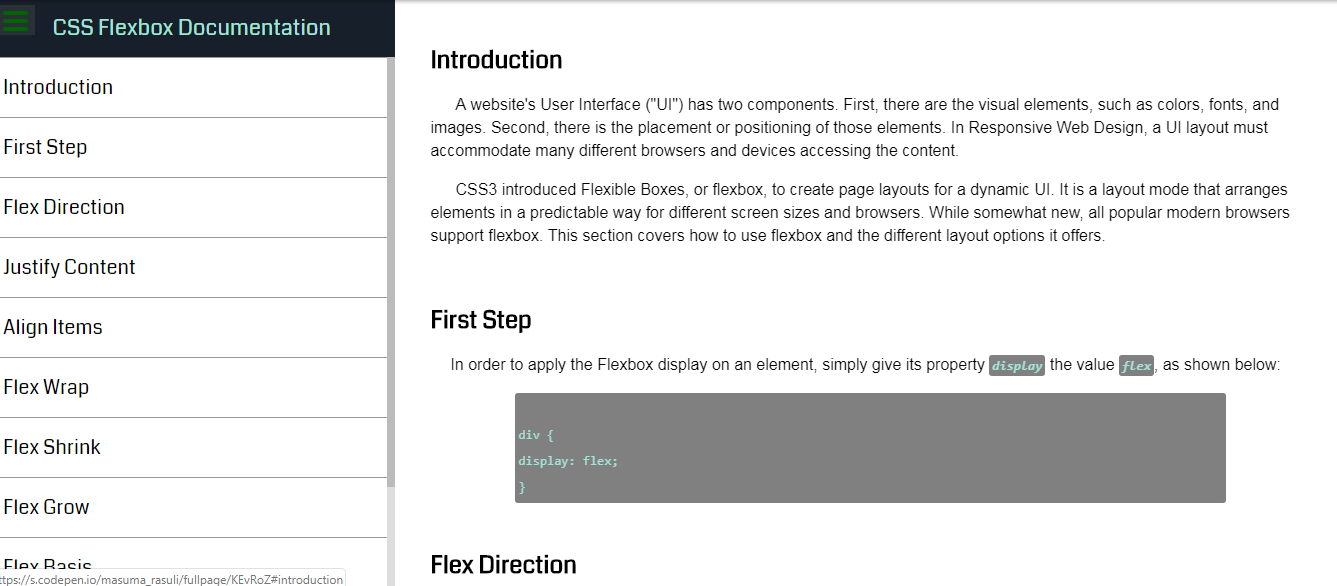 CSS Flexbox Documentation
Introduction
First Step
Flex Direction
Justify Content
Align Items
Flex Wrap
Flex Shrink
Flex Grow
Flex Basis
ttps://s.codepen.io/masuma_rasuli/fullpage/KEvRoZ#introduction
Introduction
A website's User Interface ("UI") has two components. First, there are the visual elements, such as colors, fonts, and
images. Second, there is the placement or positioning of those elements. In Responsive Web Design, a UI layout must
accommodate many different browsers and devices accessing the content.
CSS3 introduced Flexible Boxes, or flexbox, to create page layouts for a dynamic UI. It is a layout mode that arranges
elements in a predictable way for different screen sizes and browsers. While somewhat new, all popular modern browsers
support flexbox. This section covers how to use flexbox and the different layout options it offers.
First Step
In order to apply the Flexbox display on an element, simply give its property display the value flex, as shown below:
div {
display: flex;
}
Flex Direction